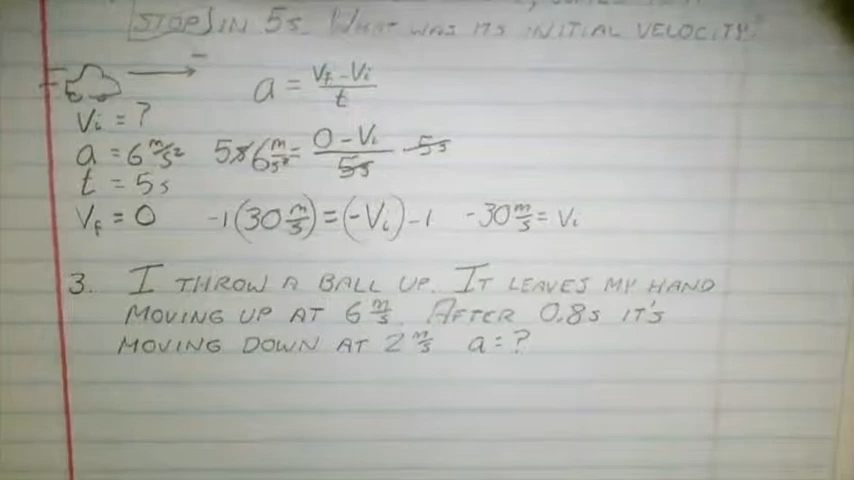 STOP IN 5s. WHAT WAS ITS INITIAL VELOCITY?
−
a = (Vf - Vi)/t
Vi = ?
a = 6 m/s² 5s 6 m/s² = (0 - Vi)/5s 5s
t = 5s
Vf = 0 -1(30 m/s) = (-Vi)-1 -30 m/s = Vi
3. I THROW A BALL UP. IT LEAVES MY HAND
MOVING UP AT 6 m/s. AFTER 0.8s IT'S
MOVING DOWN AT 2 m/s a = ?